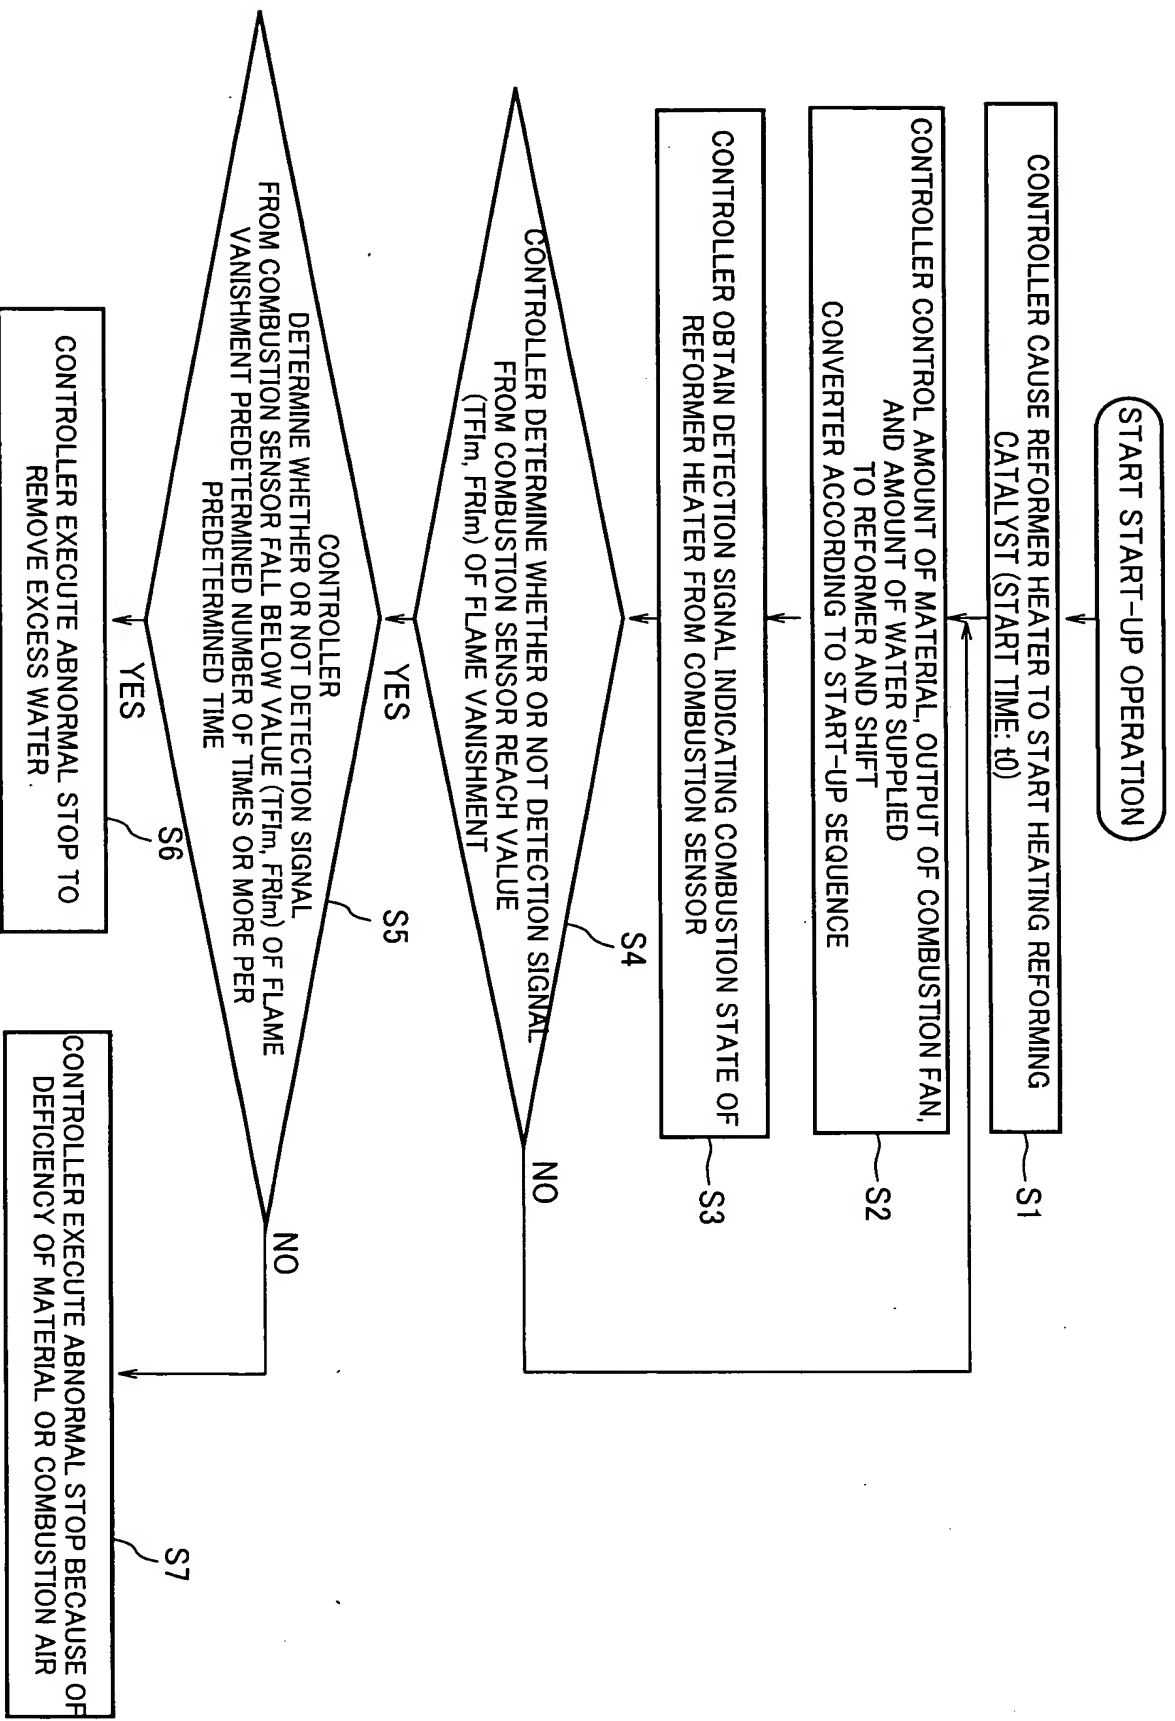 START START-UP OPERATION
CONTROLLER CAUSE REFORMER HEATER TO START HEATING REFORMING
CATALYST (START TIME: t0)
S1
CONTROLLER CONTROL AMOUNT OF MATERIAL, OUTPUT OF COMBUSTION FAN,
AND AMOUNT OF WATER SUPPLIED
TO REFORMER AND SHIFT
CONVERTER ACCORDING TO START-UP SEQUENCE
S2
CONTROLLER OBTAIN DETECTION SIGNAL INDICATING COMBUSTION STATE OF
REFORMER HEATER FROM COMBUSTION SENSOR
S3
CONTROLLER DETERMINE WHETHER OR NOT DETECTION SIGNAL
FROM COMBUSTION SENSOR REACH VALUE
(TFIm, FRIm) OF FLAME VANISHMENT
S4
NO
YES
CONTROLLER
DETERMINE WHETHER OR NOT DETECTION SIGNAL
FROM COMBUSTION SENSOR FALL BELOW VALUE (TFIm, FRIm) OF FLAME
VANISHMENT PREDETERMINED NUMBER OF TIMES OR MORE PER
PREDETERMINED TIME
S5
NO
YES
CONTROLLER EXECUTE ABNORMAL STOP TO
REMOVE EXCESS WATER
S6
CONTROLLER EXECUTE ABNORMAL STOP BECAUSE OF
DEFICIENCY OF MATERIAL OR COMBUSTION AIR
S7